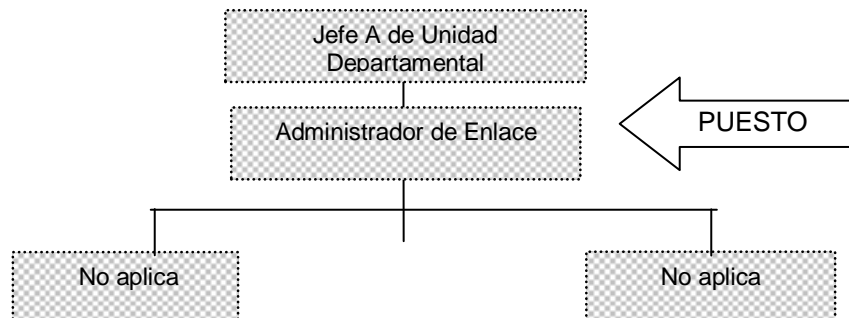 Jefe A de Unidad
Departamental
Administrador de Enlace
PUESTO
No aplica
No aplica